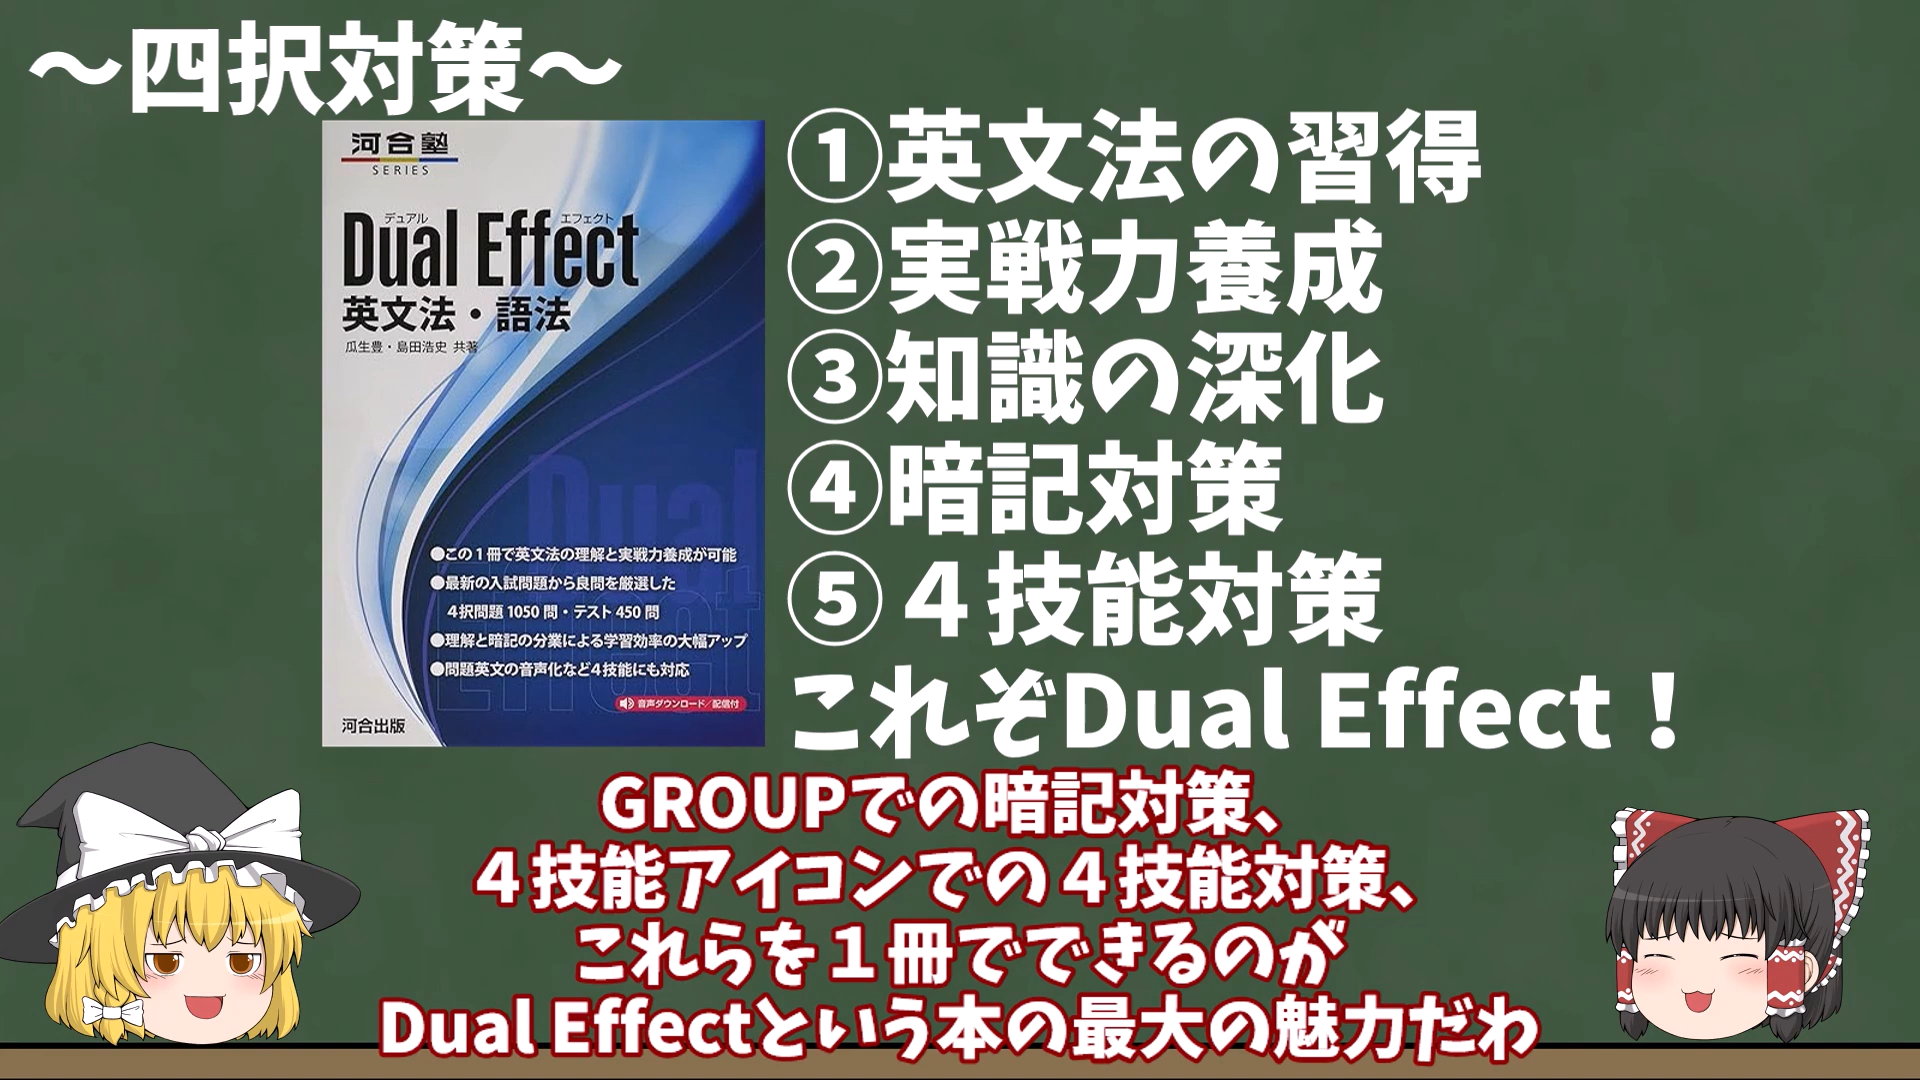 ～四択対策～
河合塾
SERIES
デュアル エフェクト
Dual Effect
英文法・語法
瓜生豊・島田浩史 共著
●この１冊で英文法の理解と実戦力養成が可能
●最新の入試問題から良問を厳選した
４択問題 1050 問・テスト 450 問
●理解と暗記の分業による学習効率の大幅アップ
●問題英文の音声化など４技能にも対応
音声ダウンロード／配信付
河合出版
①英文法の習得
②実戦力養成
③知識の深化
④暗記対策
⑤４技能対策
これぞDual Effect！
GROUPでの暗記対策、
４技能アイコンでの４技能対策、
これらを１冊でできるのが
Dual Effectという本の最大の魅力だわ